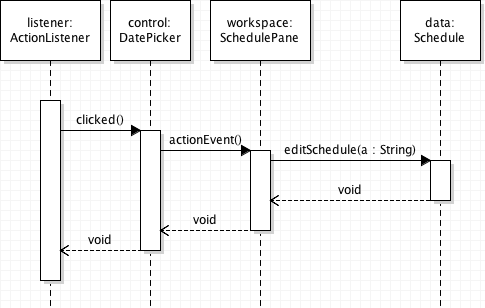 listener:
ActionListener
control:
DatePicker
workspace:
SchedulePane
data:
Schedule
clicked()
actionEvent()
editSchedule(a : String)
void
void
void